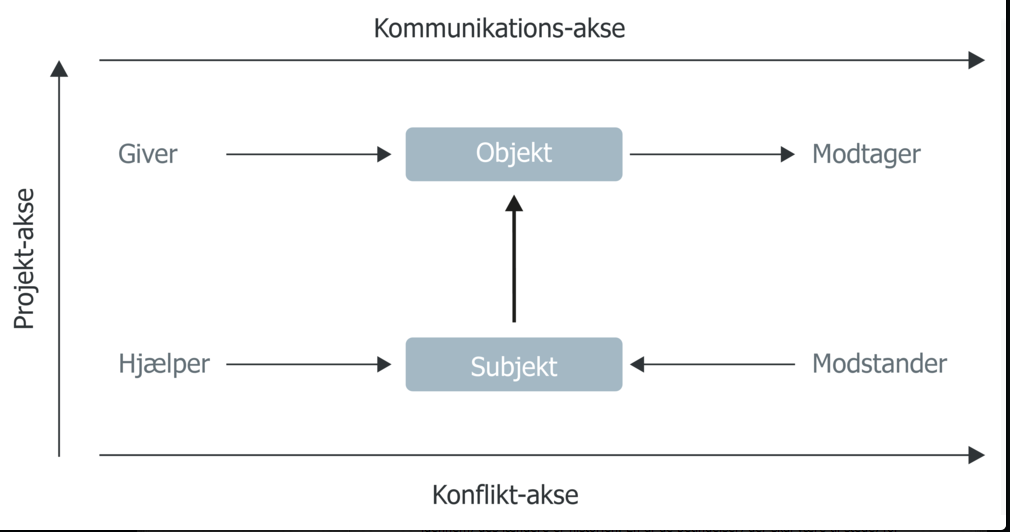 Kommunikations-akse
Giver
Objekt
Modtager
Projekt-akse
Hjælper
Subjekt
Modstander
Konflikt-akse